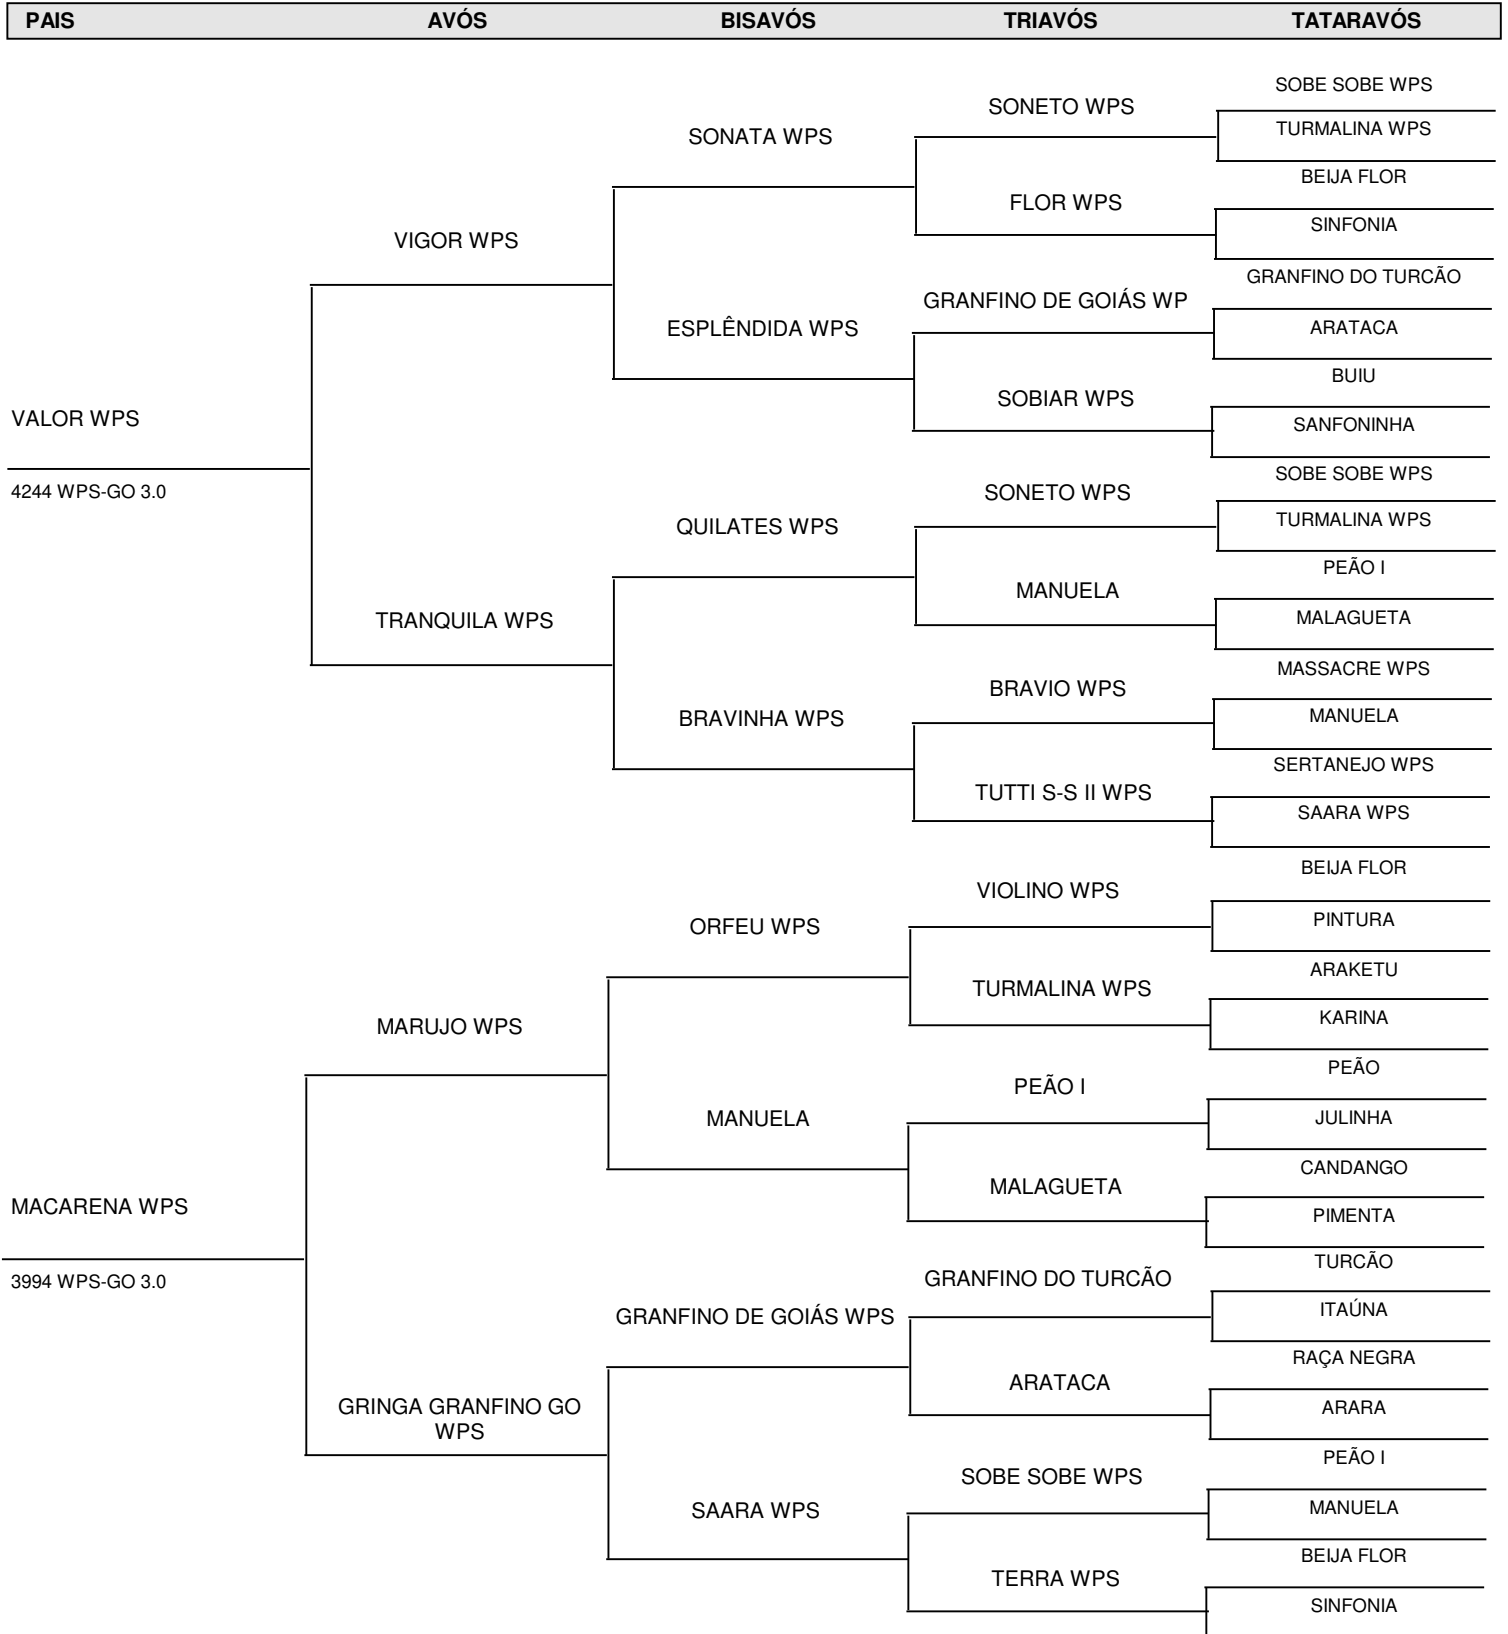 PAIS AVÓS BISAVÓS TRIAVÓS TATARAVÓS
SOBE SOBE WPS
SONETO WPS
TURMALINA WPS
SONATA WPS
BEIJA FLOR
FLOR WPS
SINFONIA
VIGOR WPS
GRANFINO DO TURCÃO
GRANFINO DE GOIÁS WP
ESPLÊNDIDA WPS
ARATACA
BUIU
SOBIAR WPS
VALOR WPS
SANFONINHA
SOBE SOBE WPS
4244 WPS-GO 3.0
SONETO WPS
TURMALINA WPS
QUILATES WPS
PEÃO I
MANUELA
MALAGUETA
TRANQUILA WPS
MASSACRE WPS
BRAVIO WPS
MANUELA
BRAVINHA WPS
SERTANEJO WPS
TUTTI S-S II WPS
SAARA WPS
BEIJA FLOR
VIOLINO WPS
PINTURA
ORFEU WPS
ARAKETU
TURMALINA WPS
KARINA
MARUJO WPS
PEÃO
PEÃO I
JULINHA
MANUELA
CANDANGO
MALAGUETA
MACARENA WPS
PIMENTA
TURCÃO
3994 WPS-GO 3.0
GRANFINO DO TURCÃO
ITAÚNA
GRANFINO DE GOIÁS WPS
RAÇA NEGRA
ARATACA
GRINGA GRANFINO GO
WPS
ARARA
PEÃO I
SOBE SOBE WPS
MANUELA
SAARA WPS
BEIJA FLOR
TERRA WPS
SINFONIA